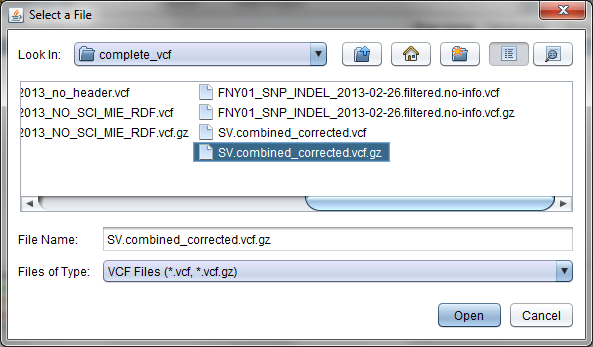 Select a File
Look In: complete_vcf
2013_no_header.vcf FNY01_SNP_INDEL_2013-02-26.filtered.no-info.vcf
2013_NO_SCI_MIE_RDF.vcf FNY01_SNP_INDEL_2013-02-26.filtered.no-info.vcf.gz
2013_NO_SCI_MIE_RDF.vcf.gz SV.combined_corrected.vcf
SV.combined_corrected.vcf.gz
File Name: SV.combined_corrected.vcf.gz
Files of Type: VCF Files (*.vcf, *.vcf.gz)
Open Cancel